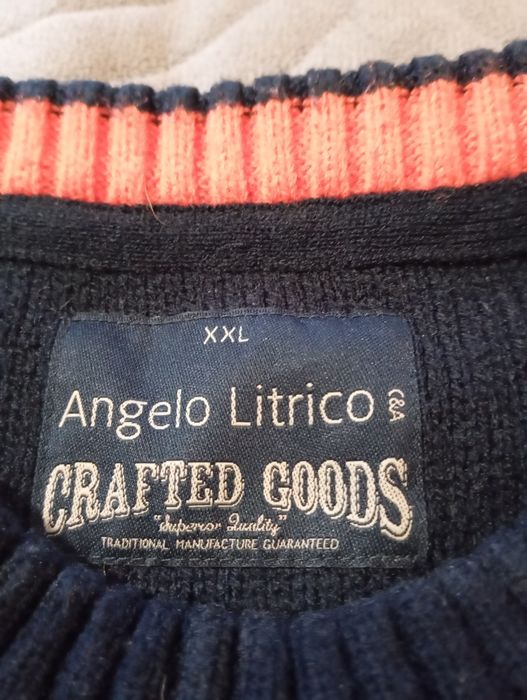 XXL
Angelo Litrico C&A
CRAFTED GOODS
"Superior Quality"
TRADITIONAL MANUFACTURE GUARANTEED